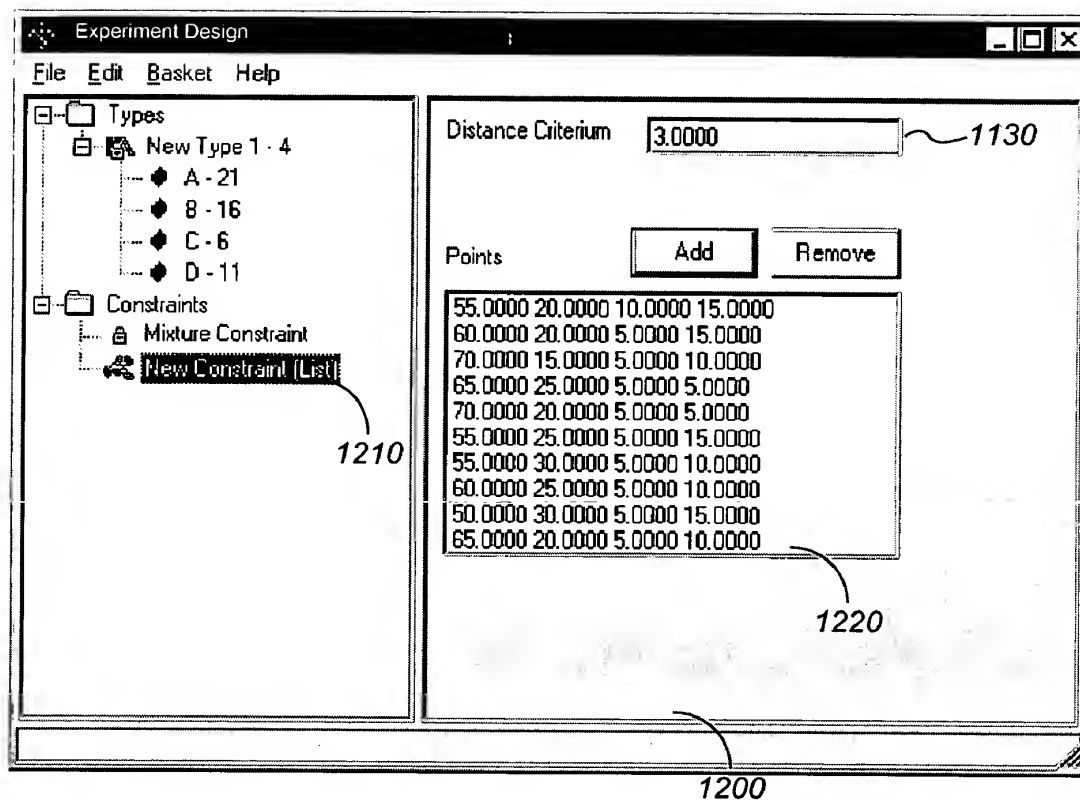 Experiment Design
File Edit Basket Help
Types
New Type 1 - 4
A - 21
B - 16
C - 6
D - 11
Constraints
Mixture Constraint
New Constraint (List)
1210
Distance Criterium 3.0000 1130
Points Add Remove
55.0000 20.0000 10.0000 15.0000
60.0000 20.0000 5.0000 15.0000
70.0000 15.0000 5.0000 10.0000
65.0000 25.0000 5.0000 5.0000
70.0000 20.0000 5.0000 5.0000
55.0000 25.0000 5.0000 15.0000
55.0000 30.0000 5.0000 10.0000
60.0000 25.0000 5.0000 10.0000
50.0000 30.0000 5.0000 15.0000
65.0000 20.0000 5.0000 10.0000
1220
1200